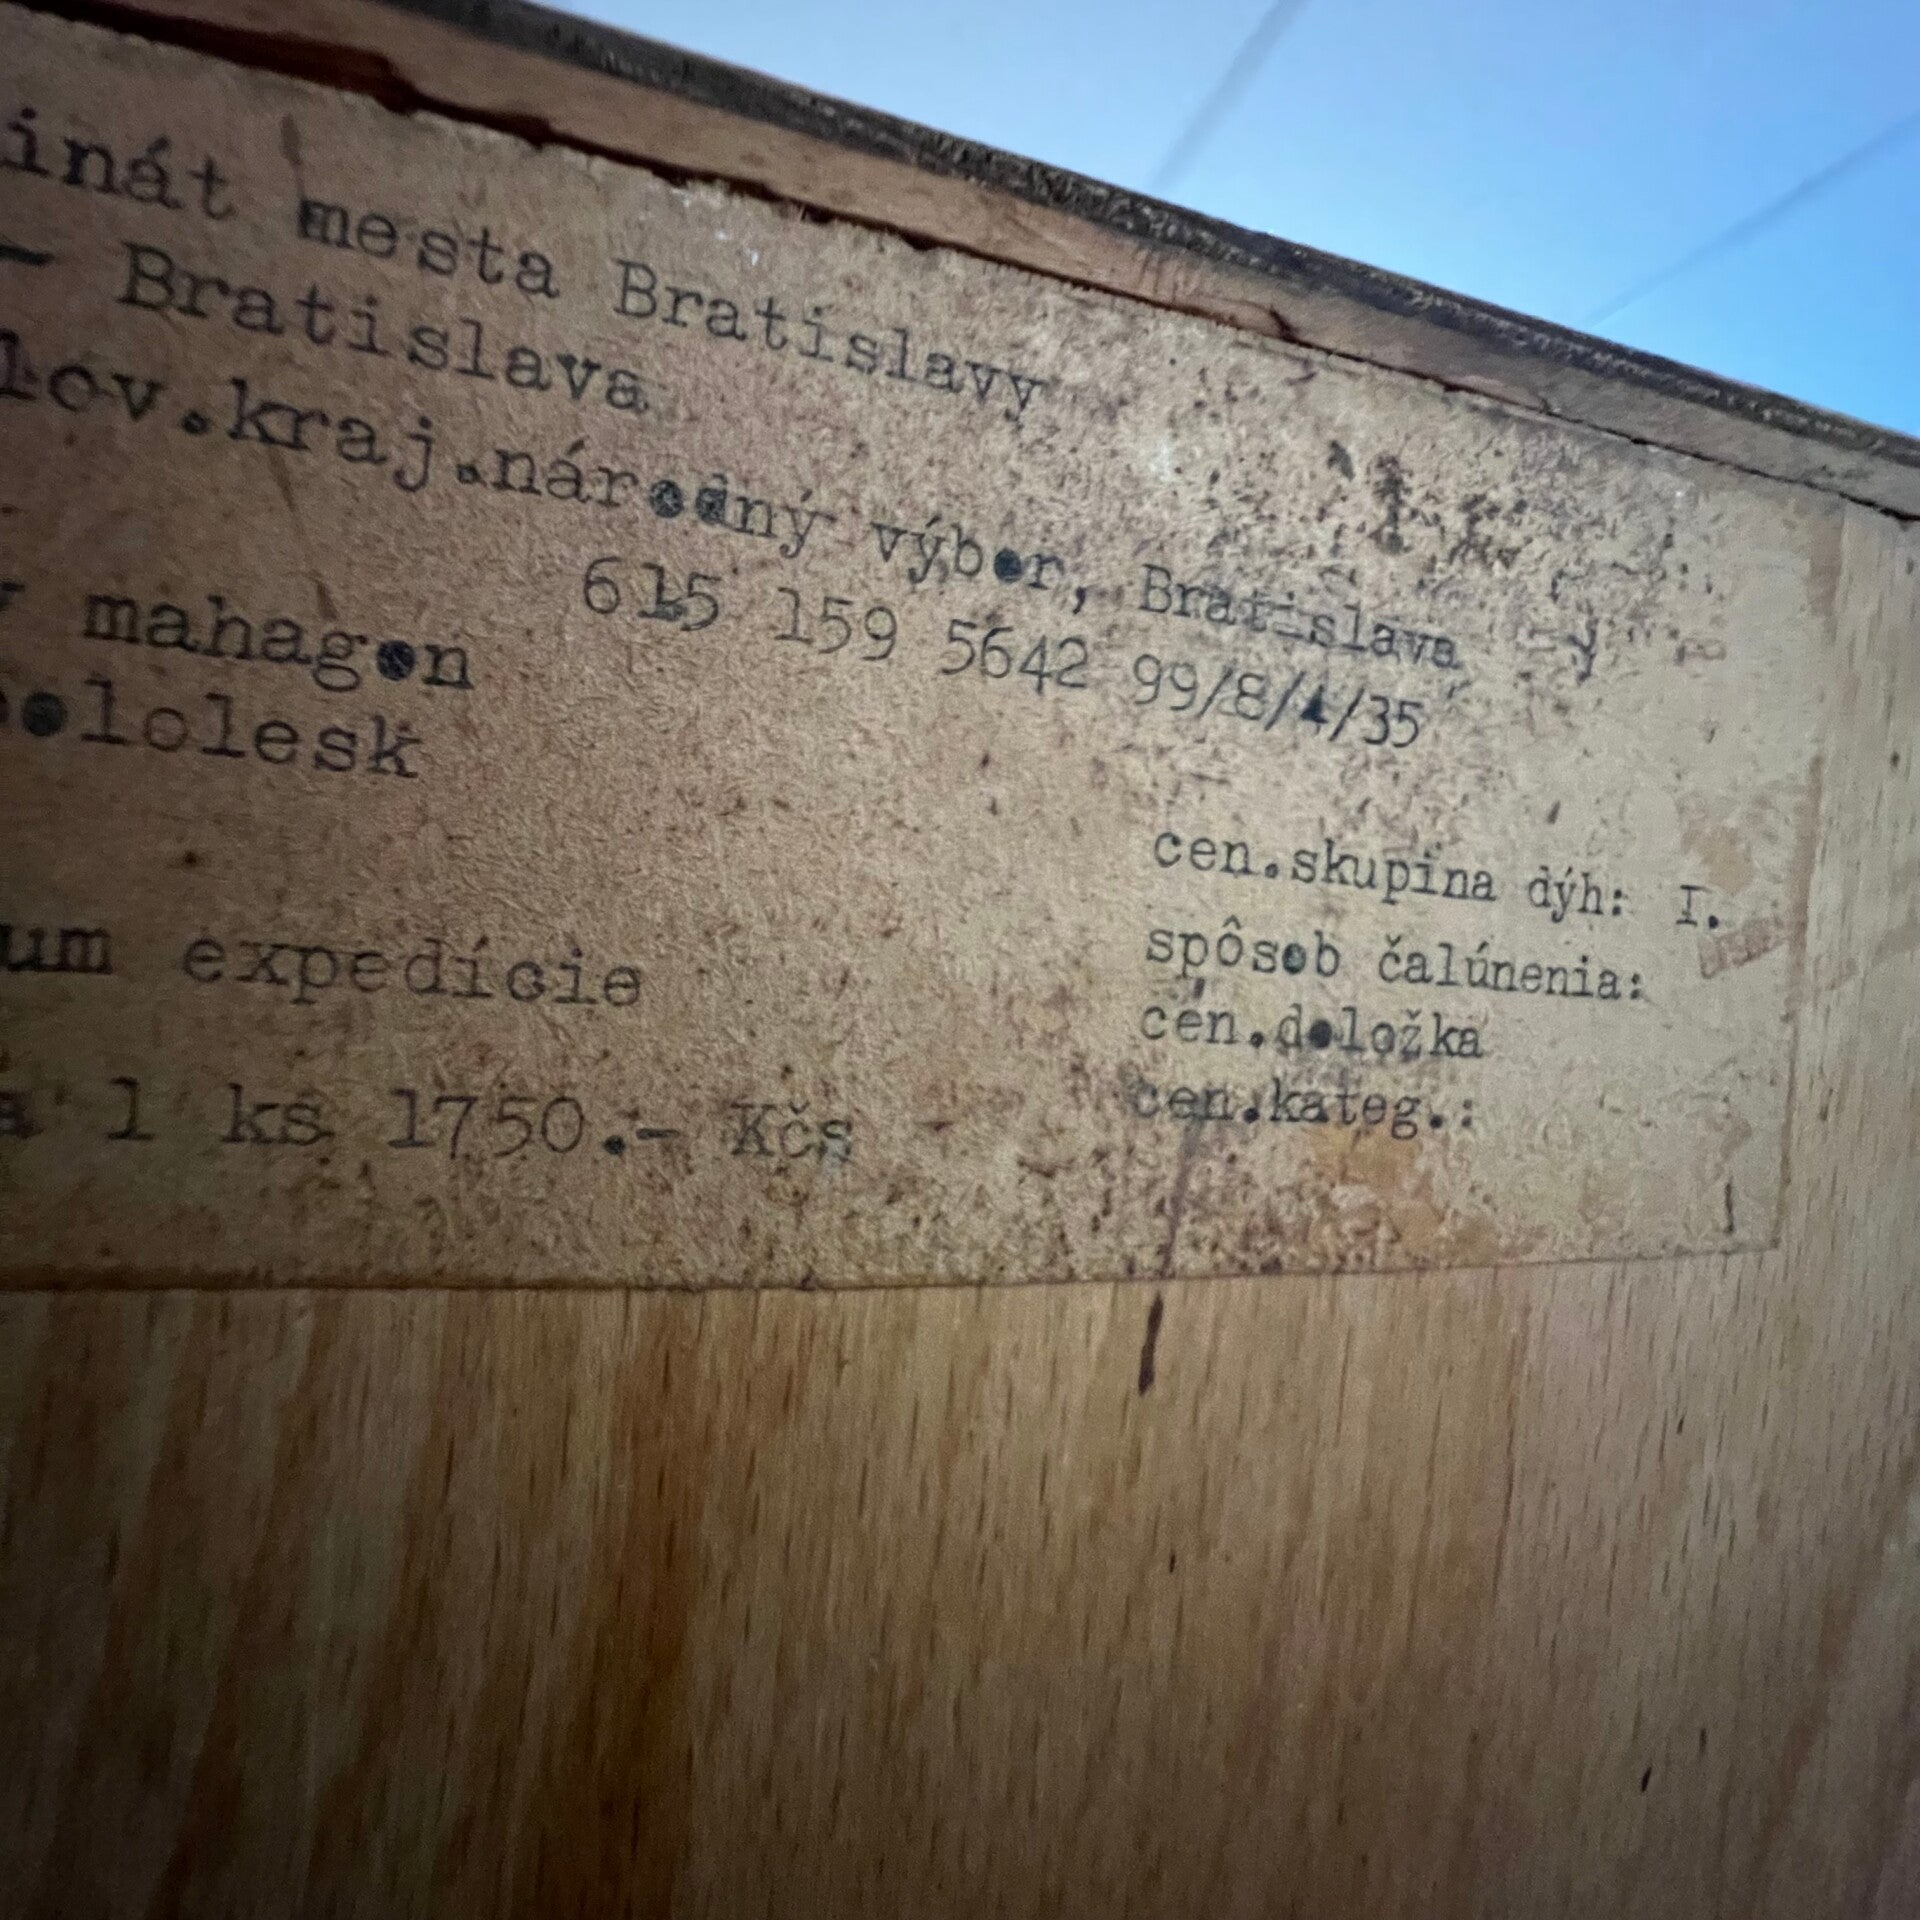 inát mesta Bratislavy
- Bratislava
lov.kraj.národný výbor, Bratislava
615 159 5642 99/8/4/35
mahagon
ololesk
cen.skupina dýh: I.
spôsob čalúnenia:
um expedície
cen.doložka
cen.kateg.:
a 1 ks 1750.- Kčs